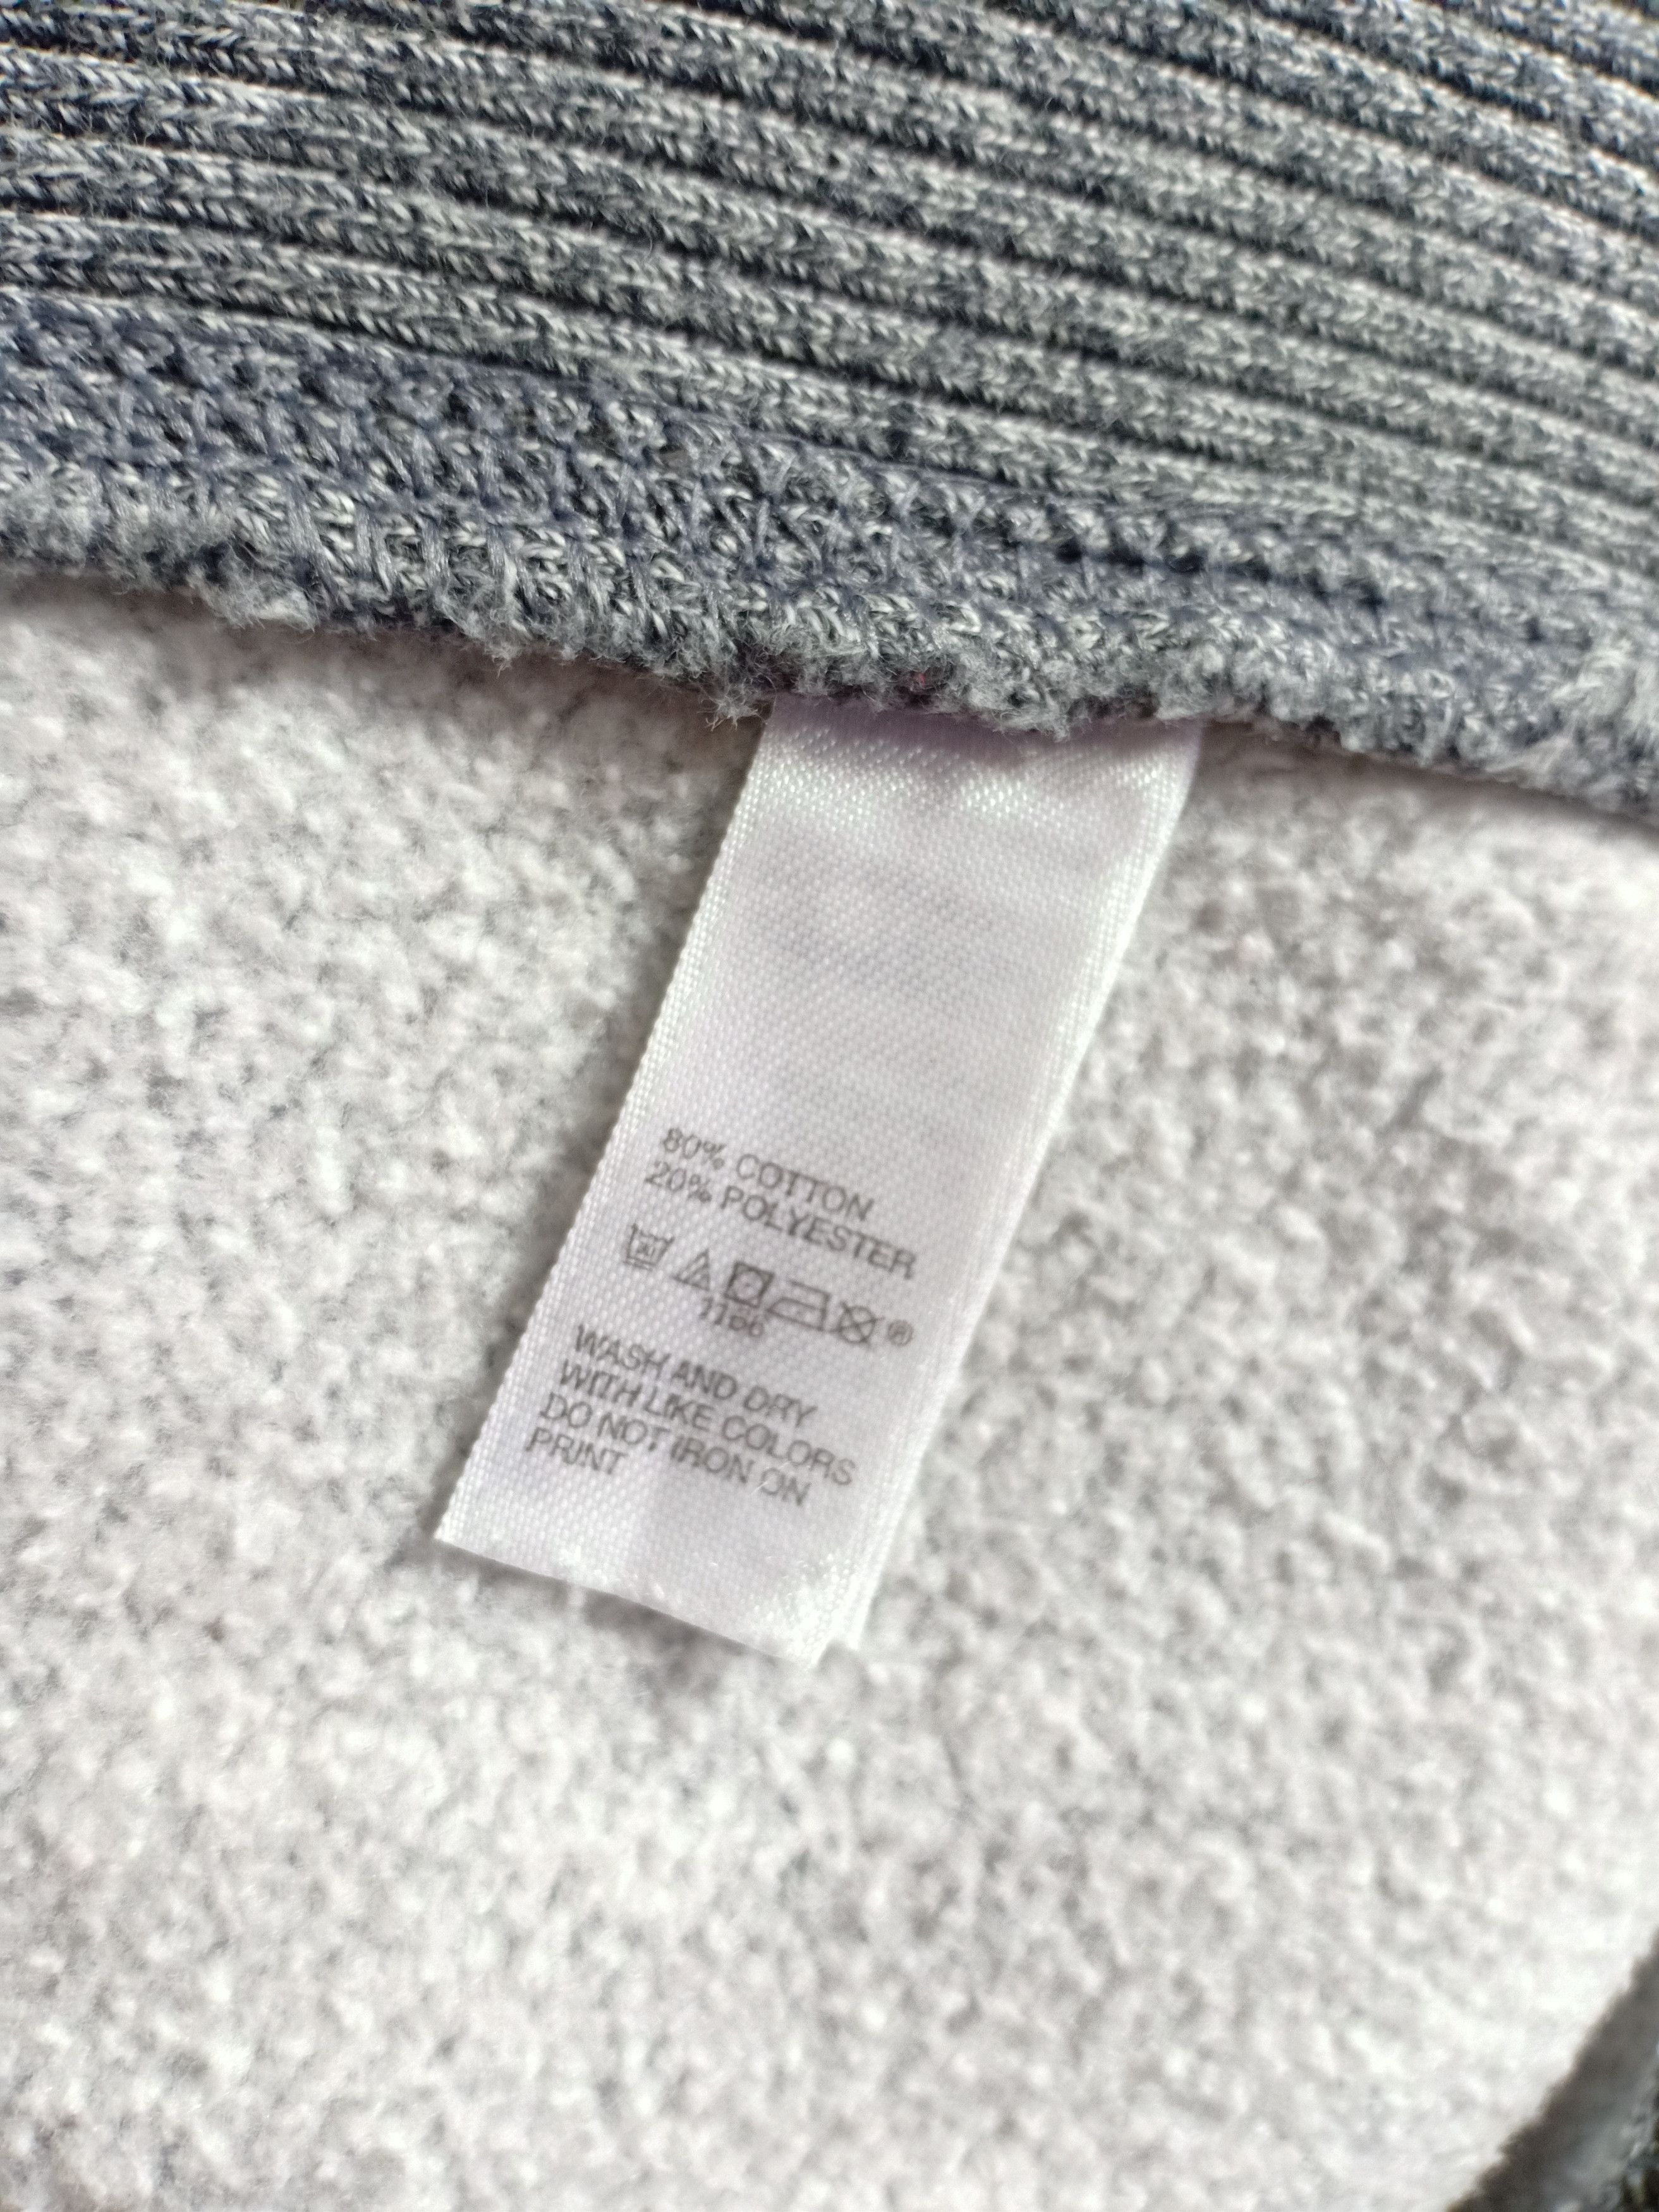 80% COTTON
20% POLYESTER
®
WASH AND DRY
WITH LIKE COLORS
DO NOT IRON ON
PRINT